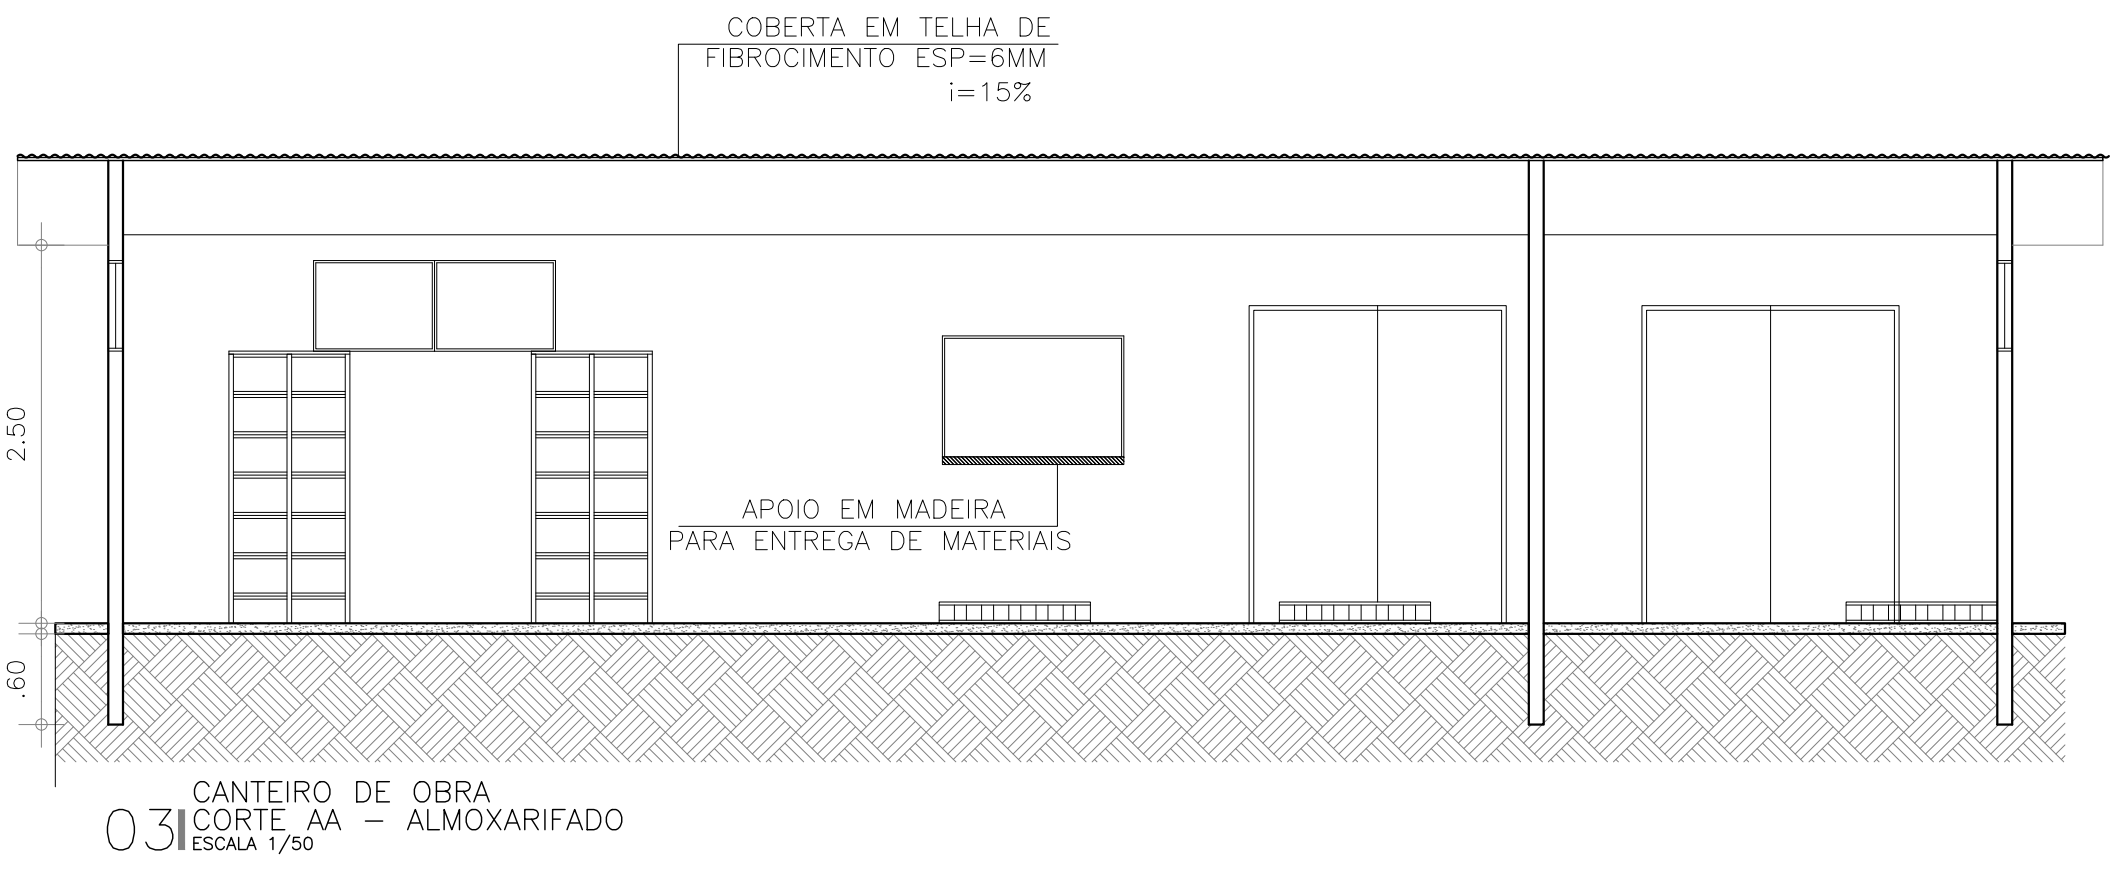 COBERTA EM TELHA DE
FIBROCIMENTO ESP=6MM
i=15%
2.50
APOIO EM MADEIRA
PARA ENTREGA DE MATERIAIS
.60
03
CANTEIRO DE OBRA
CORTE AA – ALMOXARIFADO
ESCALA 1/50